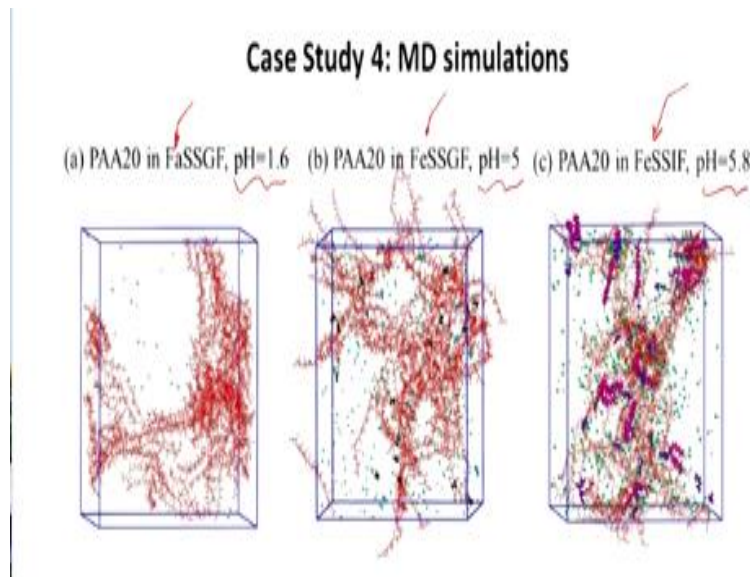 Case Study 4: MD simulations
(a) PAA20 in FaSSGF, pH=1.6 (b) PAA20 in FeSSGF, pH=5 (c) PAA20 in FeSSIF, pH=5.8